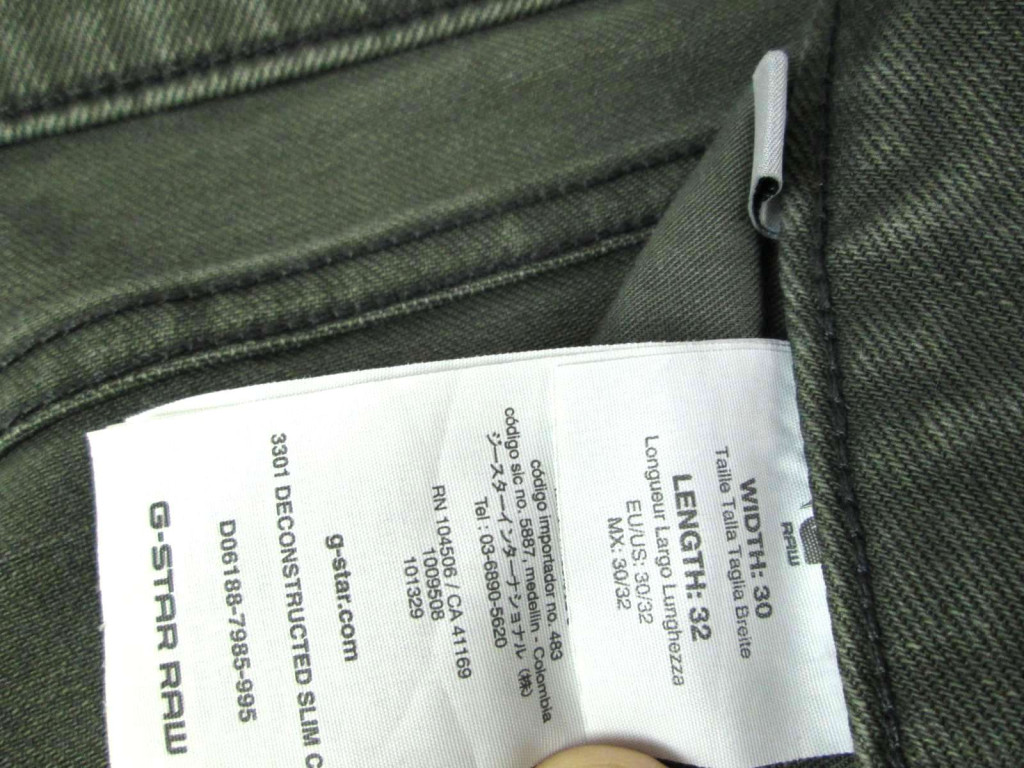 RAW
WIDTH: 30
Taille Talla Taglia Breite
LENGTH: 32
Longueur Largo Lunghezza
EU/US: 30/32
MX: 30/32
código importador no. 483
código sic no. 5887, medellin - Colombia
ジースターインターナショナル（株）
Tel : 03-6890-5620
RN 104506 / CA 41169
1009508
101329
g-star.com
3301 DECONSTRUCTED SLIM C
D06188-7985-995
G-STAR RAW